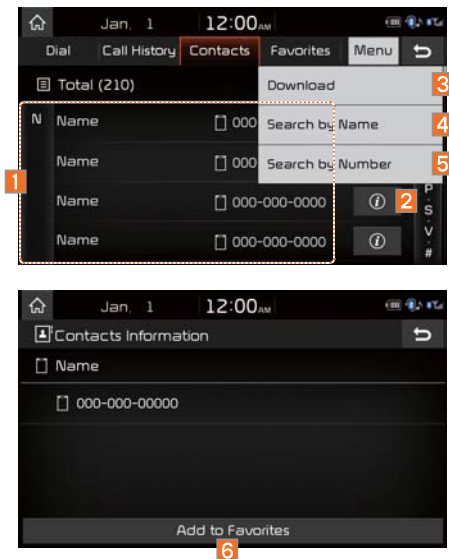 Jan. 1 12:00AM
Dial Call History Contacts Favorites Menu
Total (210) Download 3
N Name 000 Search by Name 4
Name 000 Search by Number 5
1
Name 000-000-0000 i 2 P
S
Name 000-000-0000 i V
#
Jan. 1 12:00AM
Contacts Information
Name
000-000-00000
Add to Favorites
6